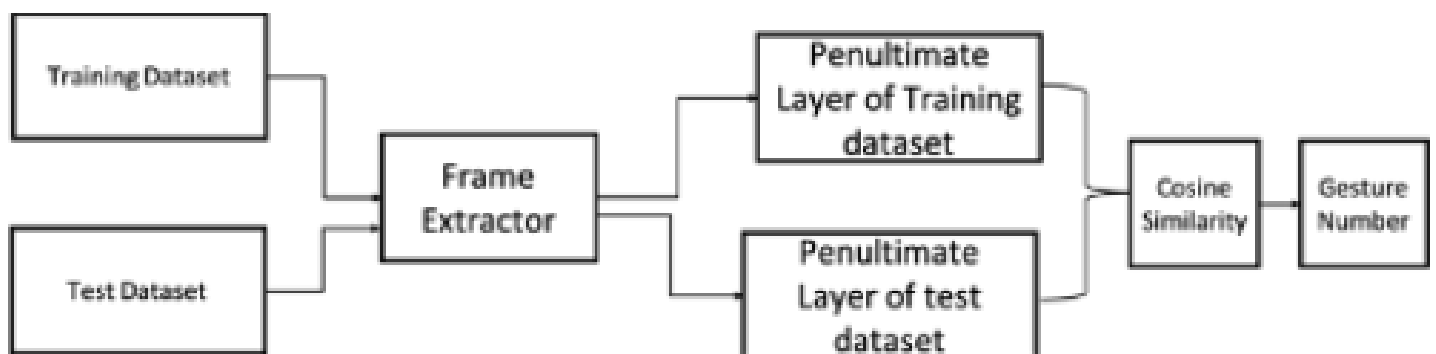 Training Dataset
Test Dataset
Frame
Extractor
Penultimate
Layer of Training
dataset
Penultimate
Layer of test
dataset
Cosine
Similarity
Gesture
Number